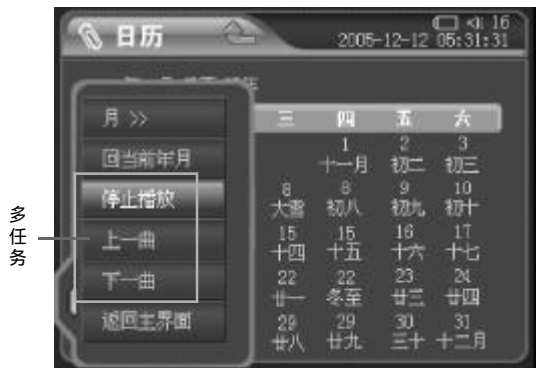 日历
16
2005-12-12 05:31:31
月 >>
三 四 五 六
回当前年月
1 2 3
十一月 初二 初三
停止播放
8 8 9 10
大雪 初八 初九 初十
多任务
上一曲
15 15 16 17
十四 十五 十六 十七
下一曲
22 22 23 24
廿一 冬至 廿三 廿四
返回主界面
29 29 30 31
廿八 廿九 三十 十二月